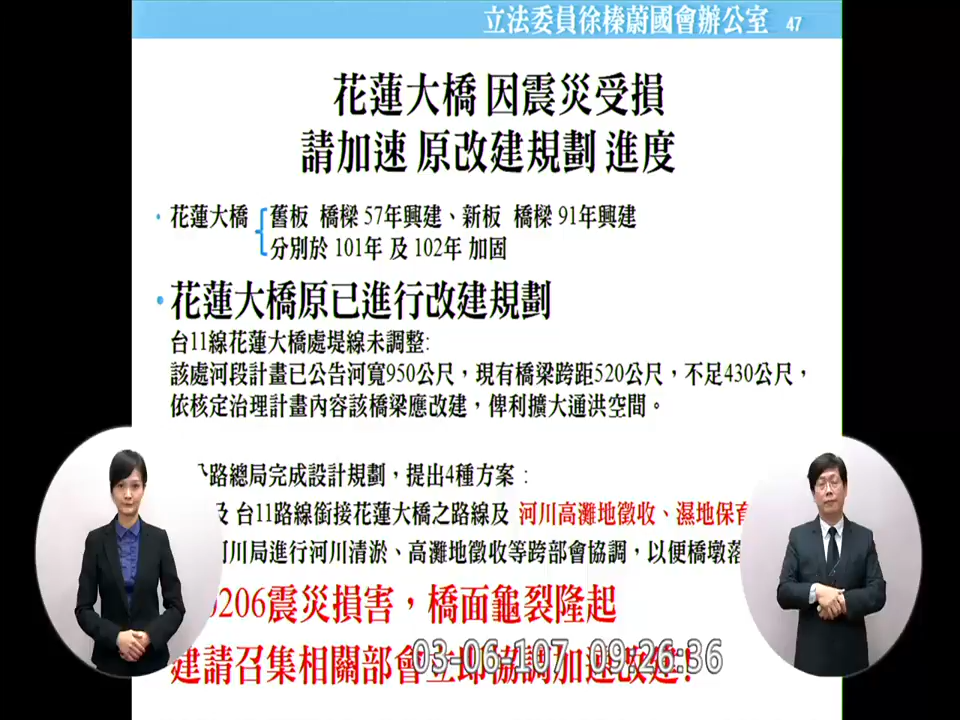 立法委員徐榛蔚國會辦公室 47
花蓮大橋 因震災受損
請加速 原改建規劃 進度
• 花蓮大橋 舊板 橋樑 57年興建、新板 橋樑 91年興建
分別於 101年 及 102年 加固
• 花蓮大橋原已進行改建規劃
台11線花蓮大橋處堤線未調整:
該處河段計畫已公告河寬950公尺，現有橋梁跨距520公尺，不足430公尺，
依核定治理計畫內容該橋梁應改建，俾利擴大通洪空間。
路總局完成設計規劃，提出4種方案：
及 台11路線銜接花蓮大橋之路線及 河川高灘地徵收、濕地保育
河川局進行河川清淤、高灘地徵收等跨部會協調，以便橋墩落
0206震災損害，橋面龜裂隆起
建請召集相關部會立即協調加速改建!
03-06-107 09:26:36